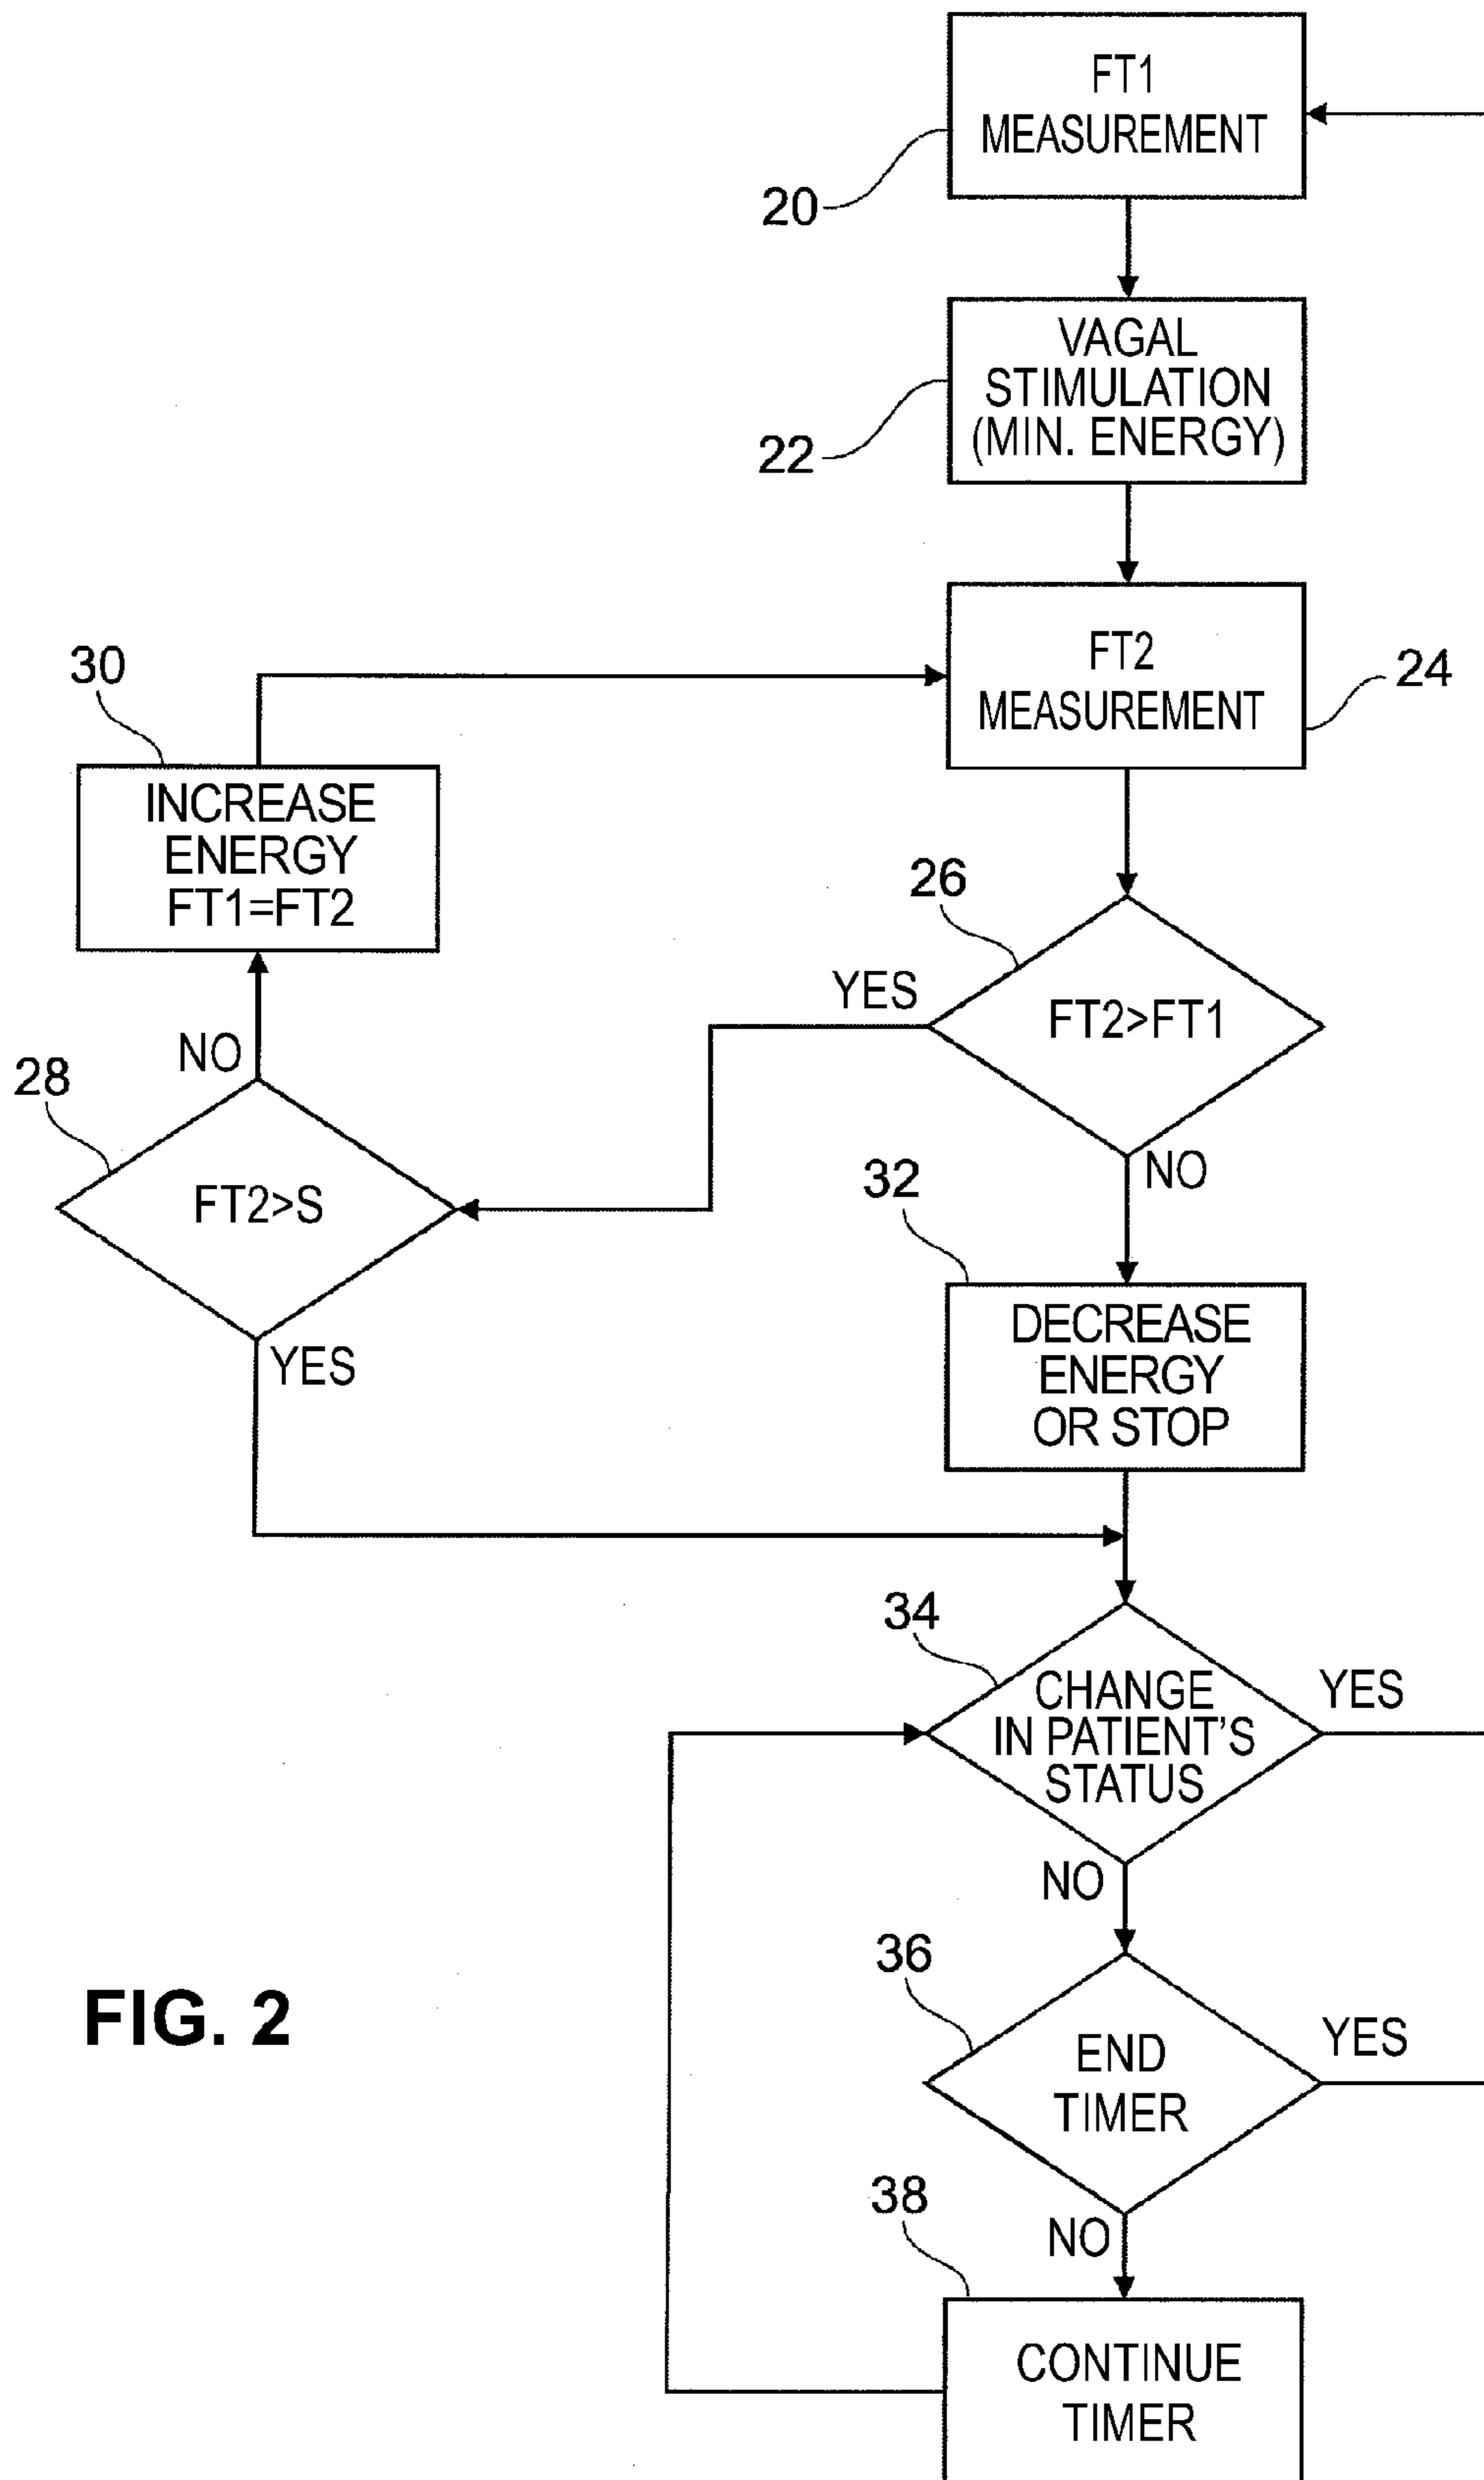 FT1
MEASUREMENT
20
VAGAL
STIMULATION
(MIN. ENERGY)
22
FT2
MEASUREMENT
24
30
INCREASE
ENERGY
FT1=FT2
26
YES
FT2>FT1
NO
28
NO
FT2>S
YES
32
DECREASE
ENERGY
OR STOP
34
CHANGE
IN PATIENT'S
STATUS
YES
NO
36
END
TIMER
YES
NO
38
CONTINUE
TIMER
FIG. 2